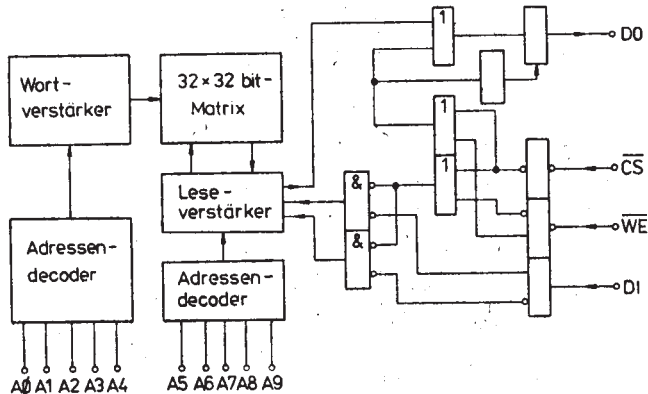 Wort-
verstärker
32 × 32 bit-
Matrix
Lese-
verstärker
Adressen-
decoder
Adressen-
decoder
1
1
1
&
&
D0
CS
WE
DI
A0 A1 A2 A3 A4
A5 A6 A7 A8 A9